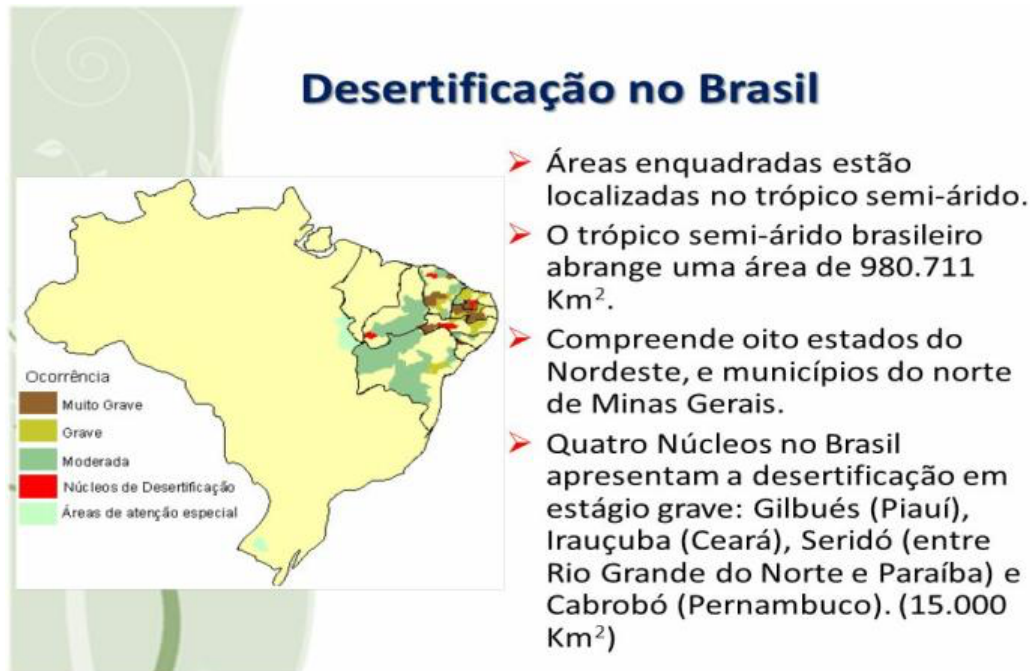 Desertificação no Brasil
Áreas enquadradas estão
localizadas no trópico semi-árido.
O trópico semi-árido brasileiro
abrange uma área de 980.711
Km².
Compreende oito estados do
Nordeste, e municípios do norte
de Minas Gerais.
Quatro Núcleos no Brasil
apresentam a desertificação em
estágio grave: Gilbués (Piauí),
Irauçuba (Ceará), Seridó (entre
Rio Grande do Norte e Paraíba) e
Cabrobó (Pernambuco). (15.000
Km²)
Ocorrência
Muito Grave
Grave
Moderada
Núcleos de Desertificação
Áreas de atenção especial